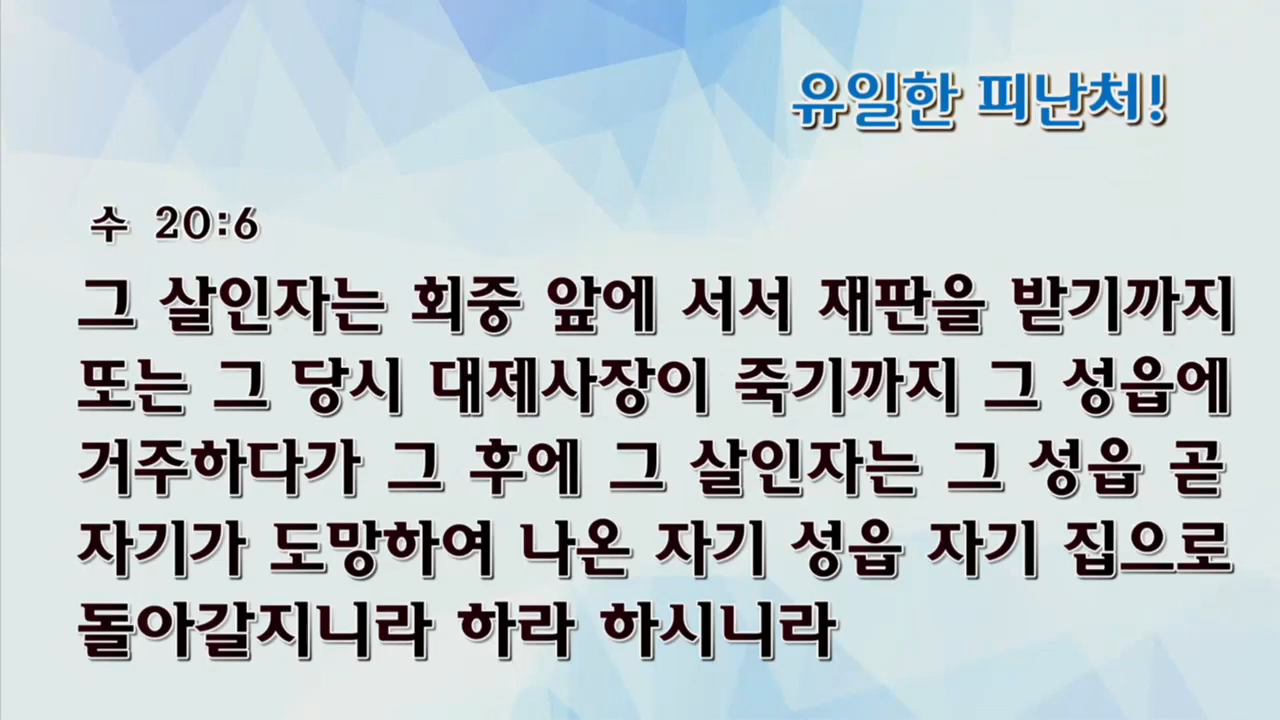 유일한 피난처!
수 20:6
그 살인자는 회중 앞에 서서 재판을 받기까지
또는 그 당시 대제사장이 죽기까지 그 성읍에
거주하다가 그 후에 그 살인자는 그 성읍 곧
자기가 도망하여 나온 자기 성읍 자기 집으로
돌아갈지니라 하라 하시니라